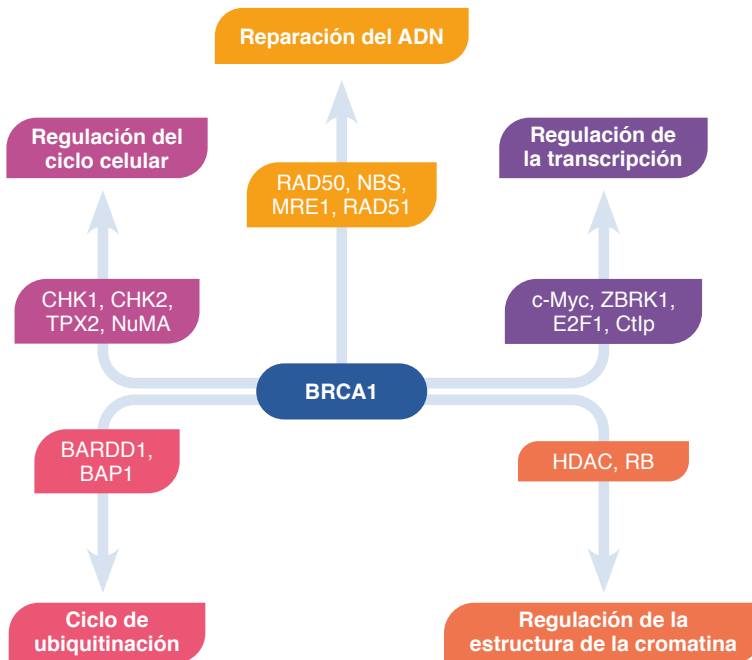 Reparación del ADN
Regulación del
ciclo celular
Regulación de
la transcripción
RAD50, NBS,
MRE1, RAD51
CHK1, CHK2,
TPX2, NuMA
c-Myc, ZBRK1,
E2F1, CtIp
BRCA1
BARDD1,
BAP1
HDAC, RB
Ciclo de
ubiquitinación
Regulación de la
estructura de la cromatina